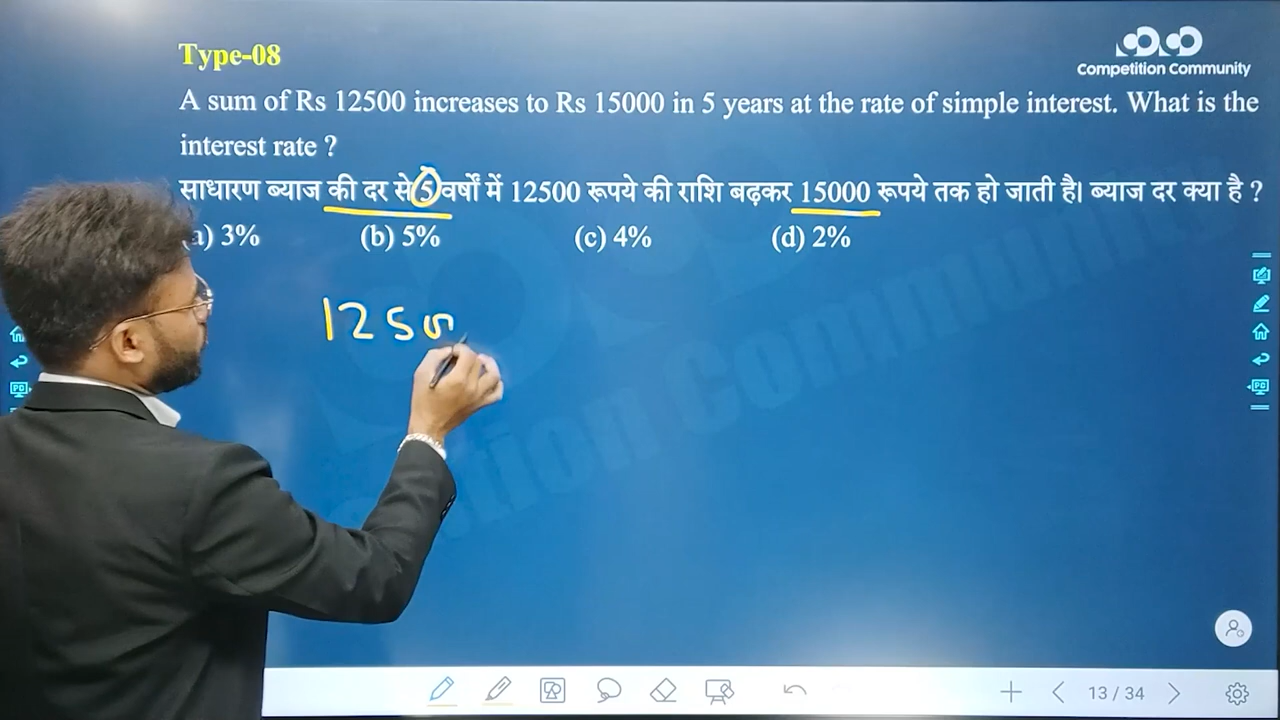 Type-08
Competition Community
A sum of Rs 12500 increases to Rs 15000 in 5 years at the rate of simple interest. What is the
interest rate ?
साधारण ब्याज की दर से 5 वर्षों में 12500 रूपये की राशि बढ़कर 15000 रूपये तक हो जाती है। ब्याज दर क्या है ?
a) 3% (b) 5% (c) 4% (d) 2%
1250
13 / 34